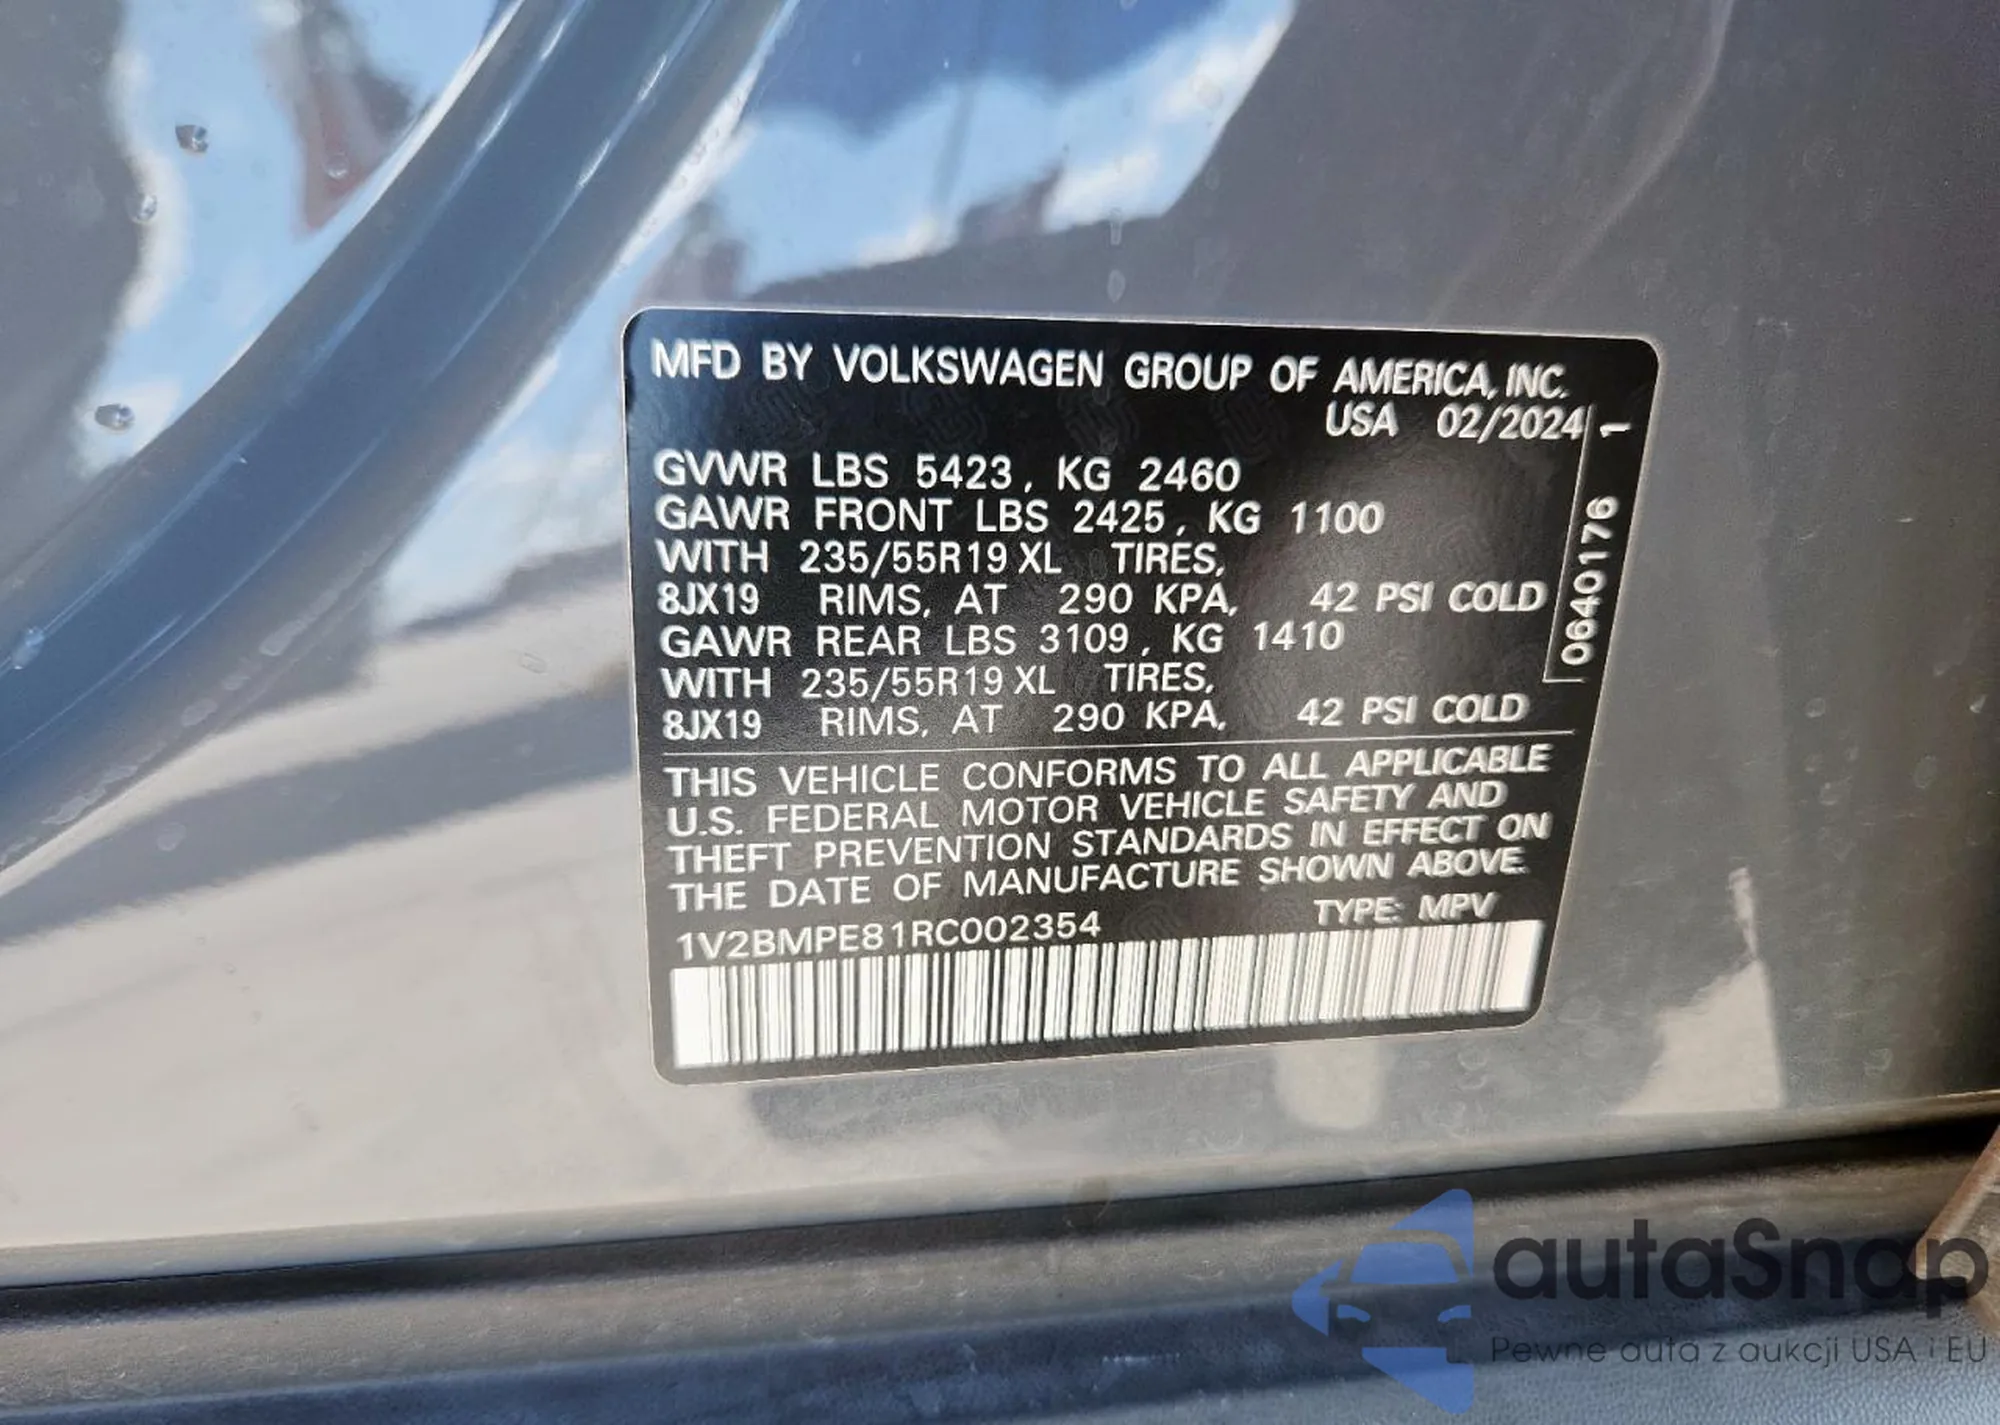 MFD BY VOLKSWAGEN GROUP OF AMERICA, INC.
USA 02/2024
GVWR LBS 5423, KG 2460
GAWR FRONT LBS 2425, KG 1100
WITH 235/55R19 XL TIRES,
8JX19 RIMS, AT 290 KPA, 42 PSI COLD
GAWR REAR LBS 3109, KG 1410
WITH 235/55R19 XL TIRES,
8JX19 RIMS, AT 290 KPA, 42 PSI COLD
0640176 1
THIS VEHICLE CONFORMS TO ALL APPLICABLE
U.S. FEDERAL MOTOR VEHICLE SAFETY AND
THEFT PREVENTION STANDARDS IN EFFECT ON
THE DATE OF MANUFACTURE SHOWN ABOVE.
1V2BMPE81RC002354 TYPE: MPV
autaSnap
Pewne auta z aukcji USA i EU